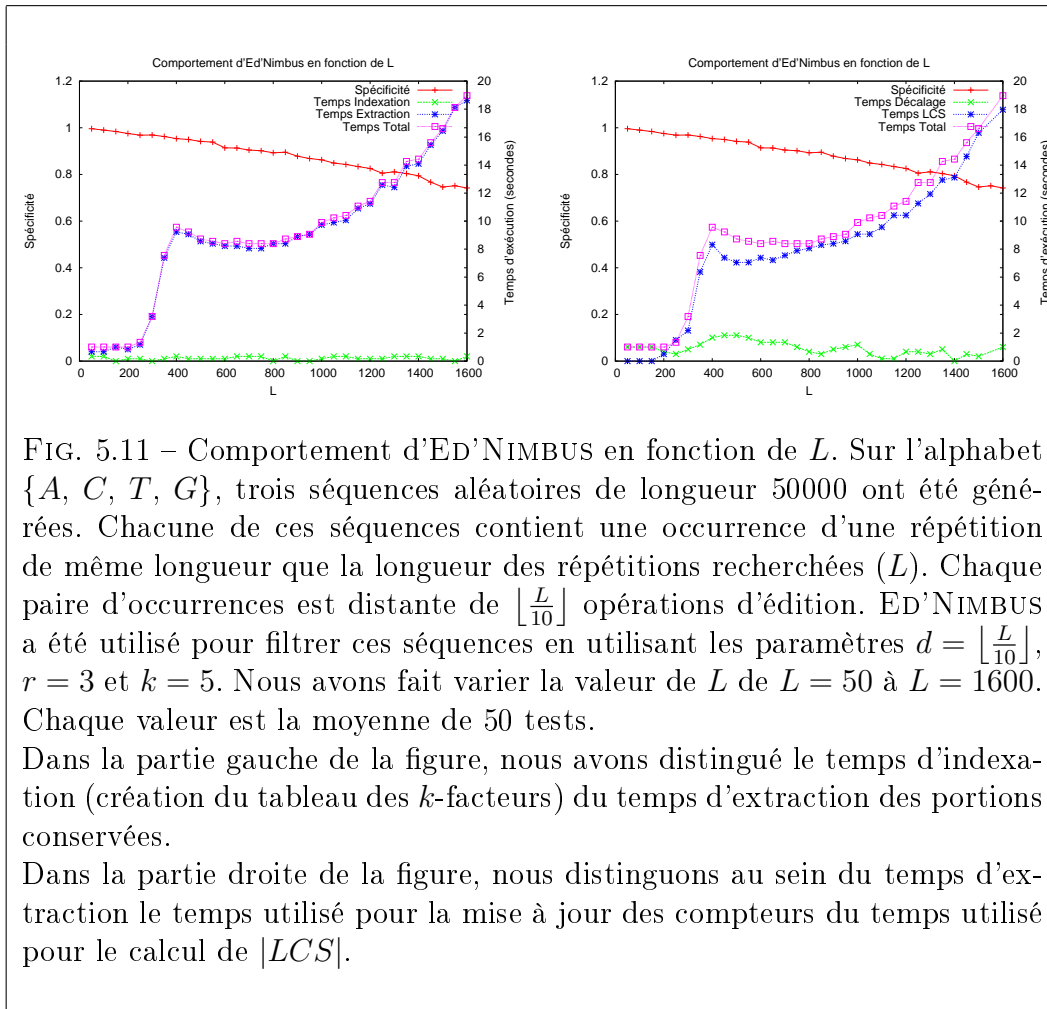 Comportement d'Ed'Nimbus en fonction de L
1.2
1
0.8
0.6
0.4
0.2
0
Spécificité
20
18
16
14
12
10
8
6
4
2
0
Temps d'exécution (secondes)
0 200 400 600 800 1000 1200 1400 1600
L
Spécificité
Temps Indexation
Temps Extraction
Temps Total
Comportement d'Ed'Nimbus en fonction de L
1.2
1
0.8
0.6
0.4
0.2
0
Spécificité
20
18
16
14
12
10
8
6
4
2
0
Temps d'exécution (secondes)
0 200 400 600 800 1000 1200 1400 1600
L
Spécificité
Temps Décalage
Temps LCS
Temps Total
FIG. 5.11 – Comportement d'ED'NIMBUS en fonction de L. Sur l'alphabet
{A, C, T, G}, trois séquences aléatoires de longueur 50000 ont été géné-
rées. Chacune de ces séquences contient une occurrence d'une répétition
de même longueur que la longueur des répétitions recherchées (L). Chaque
paire d'occurrences est distante de ⌊L/10⌋ opérations d'édition. ED'NIMBUS
a été utilisé pour filtrer ces séquences en utilisant les paramètres d = ⌊L/10⌋,
r = 3 et k = 5. Nous avons fait varier la valeur de L de L = 50 à L = 1600.
Chaque valeur est la moyenne de 50 tests.
Dans la partie gauche de la figure, nous avons distingué le temps d'indexa-
tion (création du tableau des k-facteurs) du temps d'extraction des portions
conservées.
Dans la partie droite de la figure, nous distinguons au sein du temps d'ex-
traction le temps utilisé pour la mise à jour des compteurs du temps utilisé
pour le calcul de |LCS|.